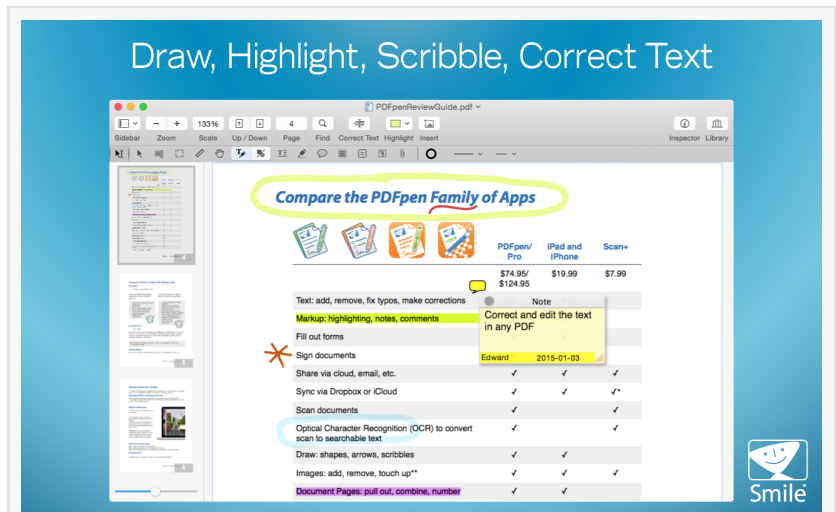 Draw, Highlight, Scribble, Correct Text
PDFpenReviewGuide.pdf
133%
4
Sidebar Zoom Scale Up / Down Page Find Correct Text Highlight Insert Inspector Library
Compare the PDFpen Family of Apps
PDFpen/ Pro
iPad and iPhone
Scan+
$74.95/ $124.95
$19.99
$7.99
Text: add, remove, fix typos, make corrections
Note
Correct and edit the text
in any PDF
Edward 2015-01-03
Markup: highlighting, notes, comments
Fill out forms
Sign documents
Share via cloud, email, etc. ✓ ✓ ✓
Sync via Dropbox or iCloud ✓ ✓ ✓*
Scan documents ✓ ✓
Optical Character Recognition (OCR) to convert ✓ ✓
scan to searchable text
Draw: shapes, arrows, scribbles ✓ ✓
Images: add, remove, touch up** ✓ ✓ ✓
Document Pages: pull out, combine, number ✓ ✓
4
5
6
Smile